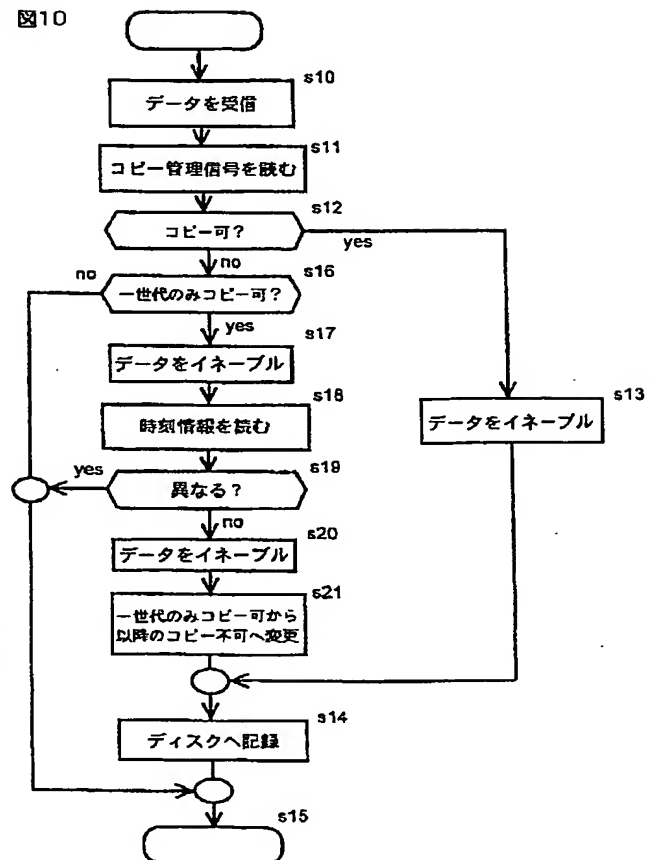 図10
s10
データを受信
s11
コピー管理信号を読む
s12
コピー可?
yes
no
no
s16
一世代のみコピー可?
yes
s17
データをイネーブル
s18
時刻情報を読む
s13
データをイネーブル
yes
s19
異なる?
no
s20
データをイネーブル
s21
一世代のみコピー可から
以降のコピー不可へ変更
s14
ディスクへ記録
s15